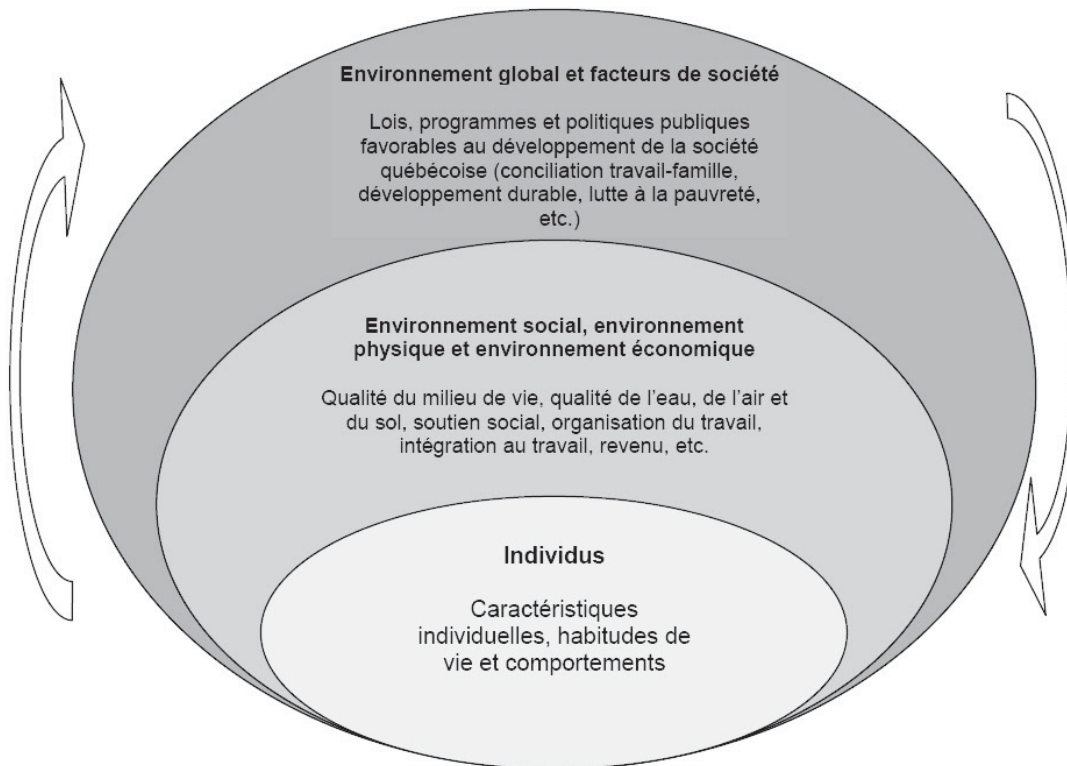 Environnement global et facteurs de société
Lois, programmes et politiques publiques
favorables au développement de la société
québécoise (conciliation travail-famille,
développement durable, lutte à la pauvreté,
etc.)
Environnement social, environnement
physique et environnement économique
Qualité du milieu de vie, qualité de l'eau, de l'air et
du sol, soutien social, organisation du travail,
intégration au travail, revenu, etc.
Individus
Caractéristiques
individuelles, habitudes de
vie et comportements